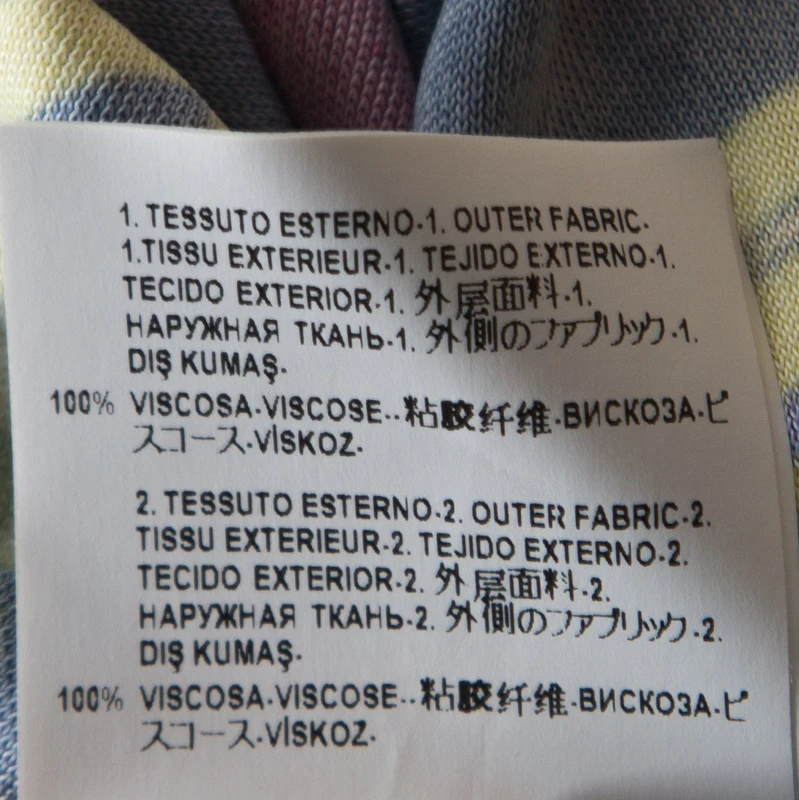 1. TESSUTO ESTERNO-1. OUTER FABRIC-
1.TISSU EXTERIEUR-1. TEJIDO EXTERNO-1.
TECIDO EXTERIOR-1. 外层面料-1.
НАРУЖНАЯ ТКАНЬ-1. 外側のファブリック-1.
DIŞ KUMAŞ-
100% VISCOSA-VISCOSE--粘胶纤维-ВИСКОЗА-ビ
スコース-VİSKOZ-
2. TESSUTO ESTERNO-2. OUTER FABRIC-2.
TISSU EXTERIEUR-2. TEJIDO EXTERNO-2.
TECIDO EXTERIOR-2. 外层面料-2.
НАРУЖНАЯ ТКАНЬ-2. 外側のファブリック-2.
DIŞ KUMAŞ-
100% VISCOSA-VISCOSE--粘胶纤维-ВИСКОЗА-ビ
スコース-VİSKOZ-